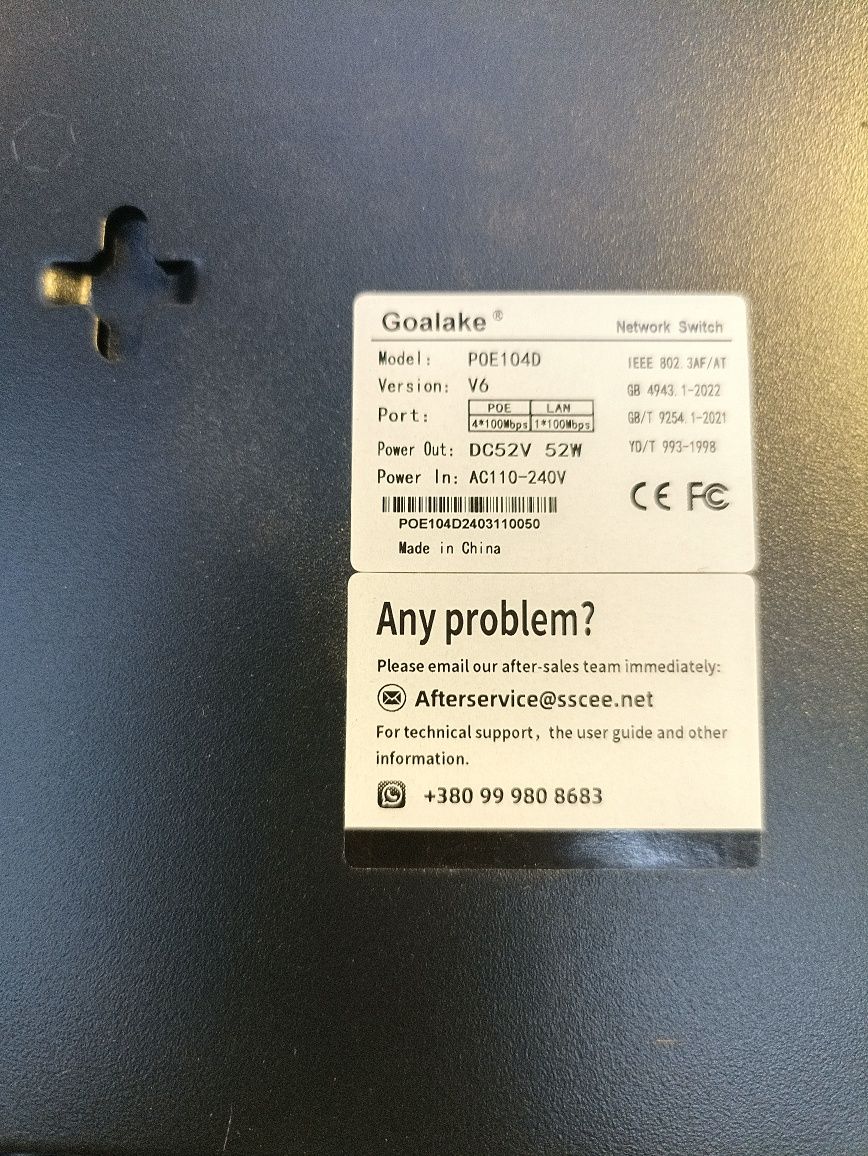 Goalake ® Network Switch
Model: POE104D IEEE 802.3AF/AT
Version: V6 GB 4943.1-2022
Port: POE LAN GB/T 9254.1-2021
4*100Mbps 1*100Mbps
Power Out: DC52V 52W YD/T 993-1998
Power In: AC110-240V
CE FC
POE104D2403110050
Made in China
Any problem?
Please email our after-sales team immediately:
Afterservice@sscee.net
For technical support, the user guide and other
information.
+380 99 980 8683